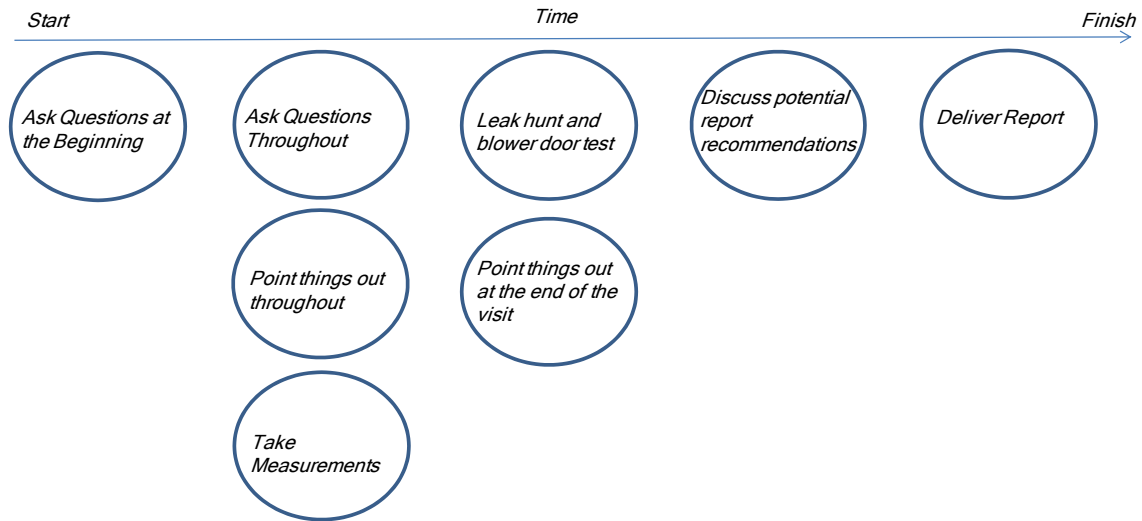 Start
Time
Finish
Ask Questions at
the Beginning
Ask Questions
Throughout
Leak hunt and
blower door test
Discuss potential
report
recommendations
Deliver Report
Point things out
throughout
Point things out
at the end of the
visit
Take
Measurements